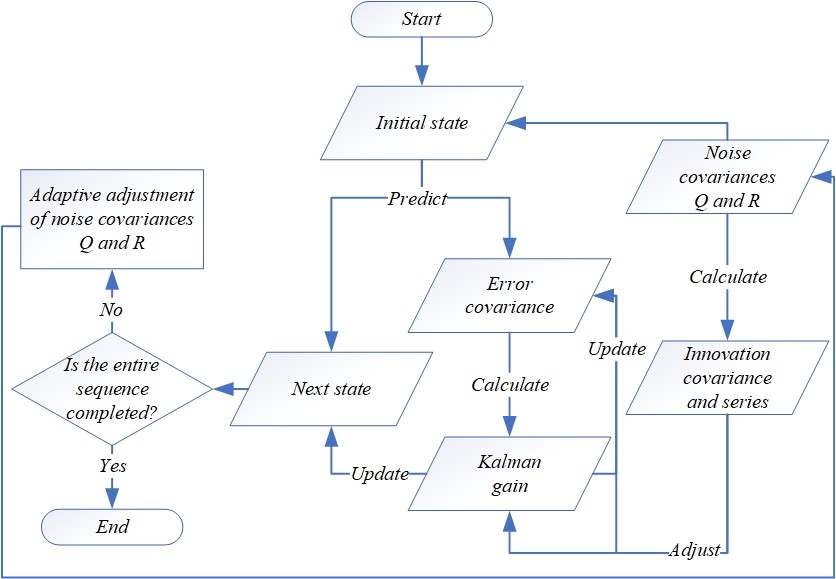 Start
Initial state
Noise
covariances
Q and R
Adaptive adjustment
of noise covariances
Q and R
Predict
Calculate
Error
covariance
No
Update
Innovation
covariance
and series
Is the entire
sequence
completed?
Next state
Calculate
Kalman
gain
Update
Yes
End
Adjust